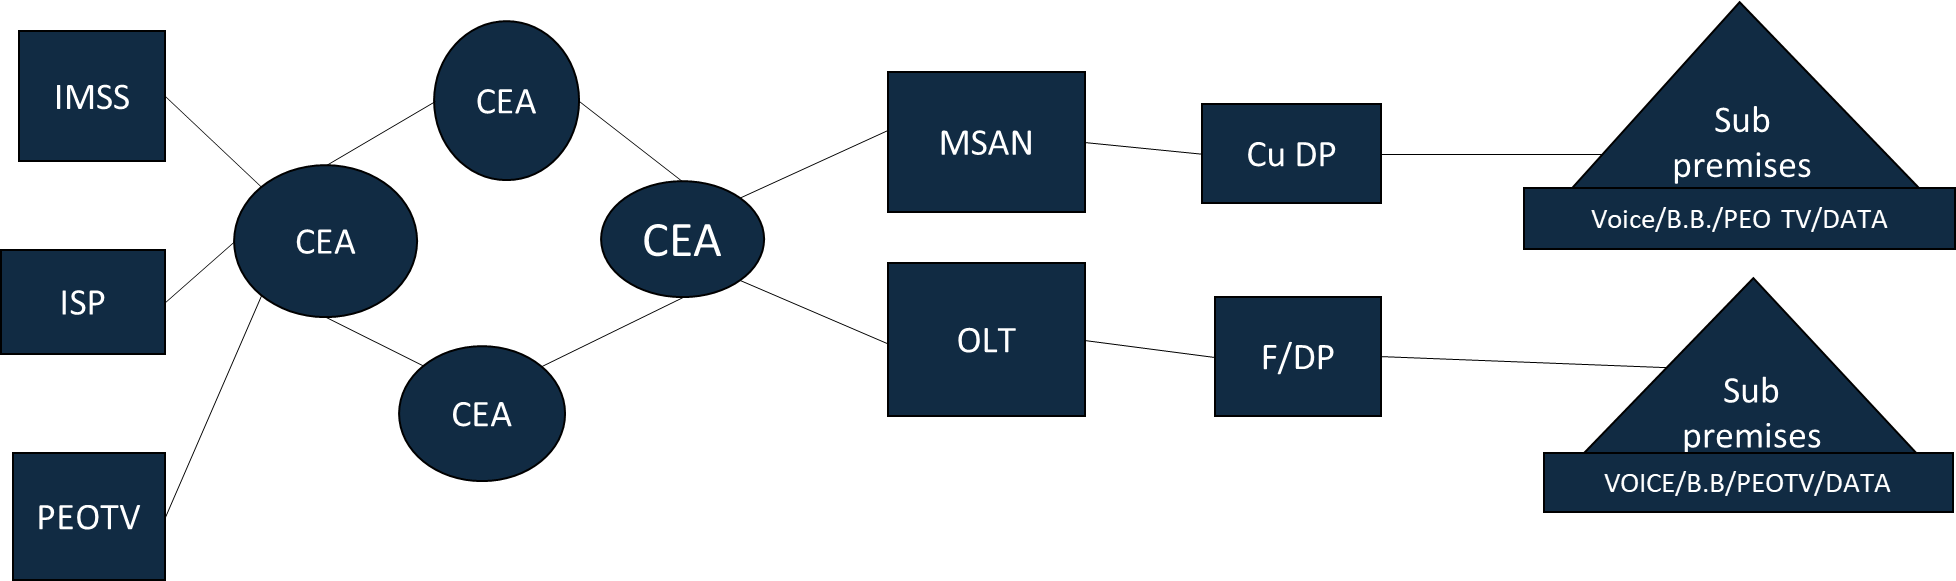 IMSS
ISP
PEOTV
CEA
CEA
CEA
CEA
MSAN
OLT
Cu DP
F/DP
Sub
premises
Voice/B.B./PEO TV/DATA
Sub
premises
VOICE/B.B/PEOTV/DATA